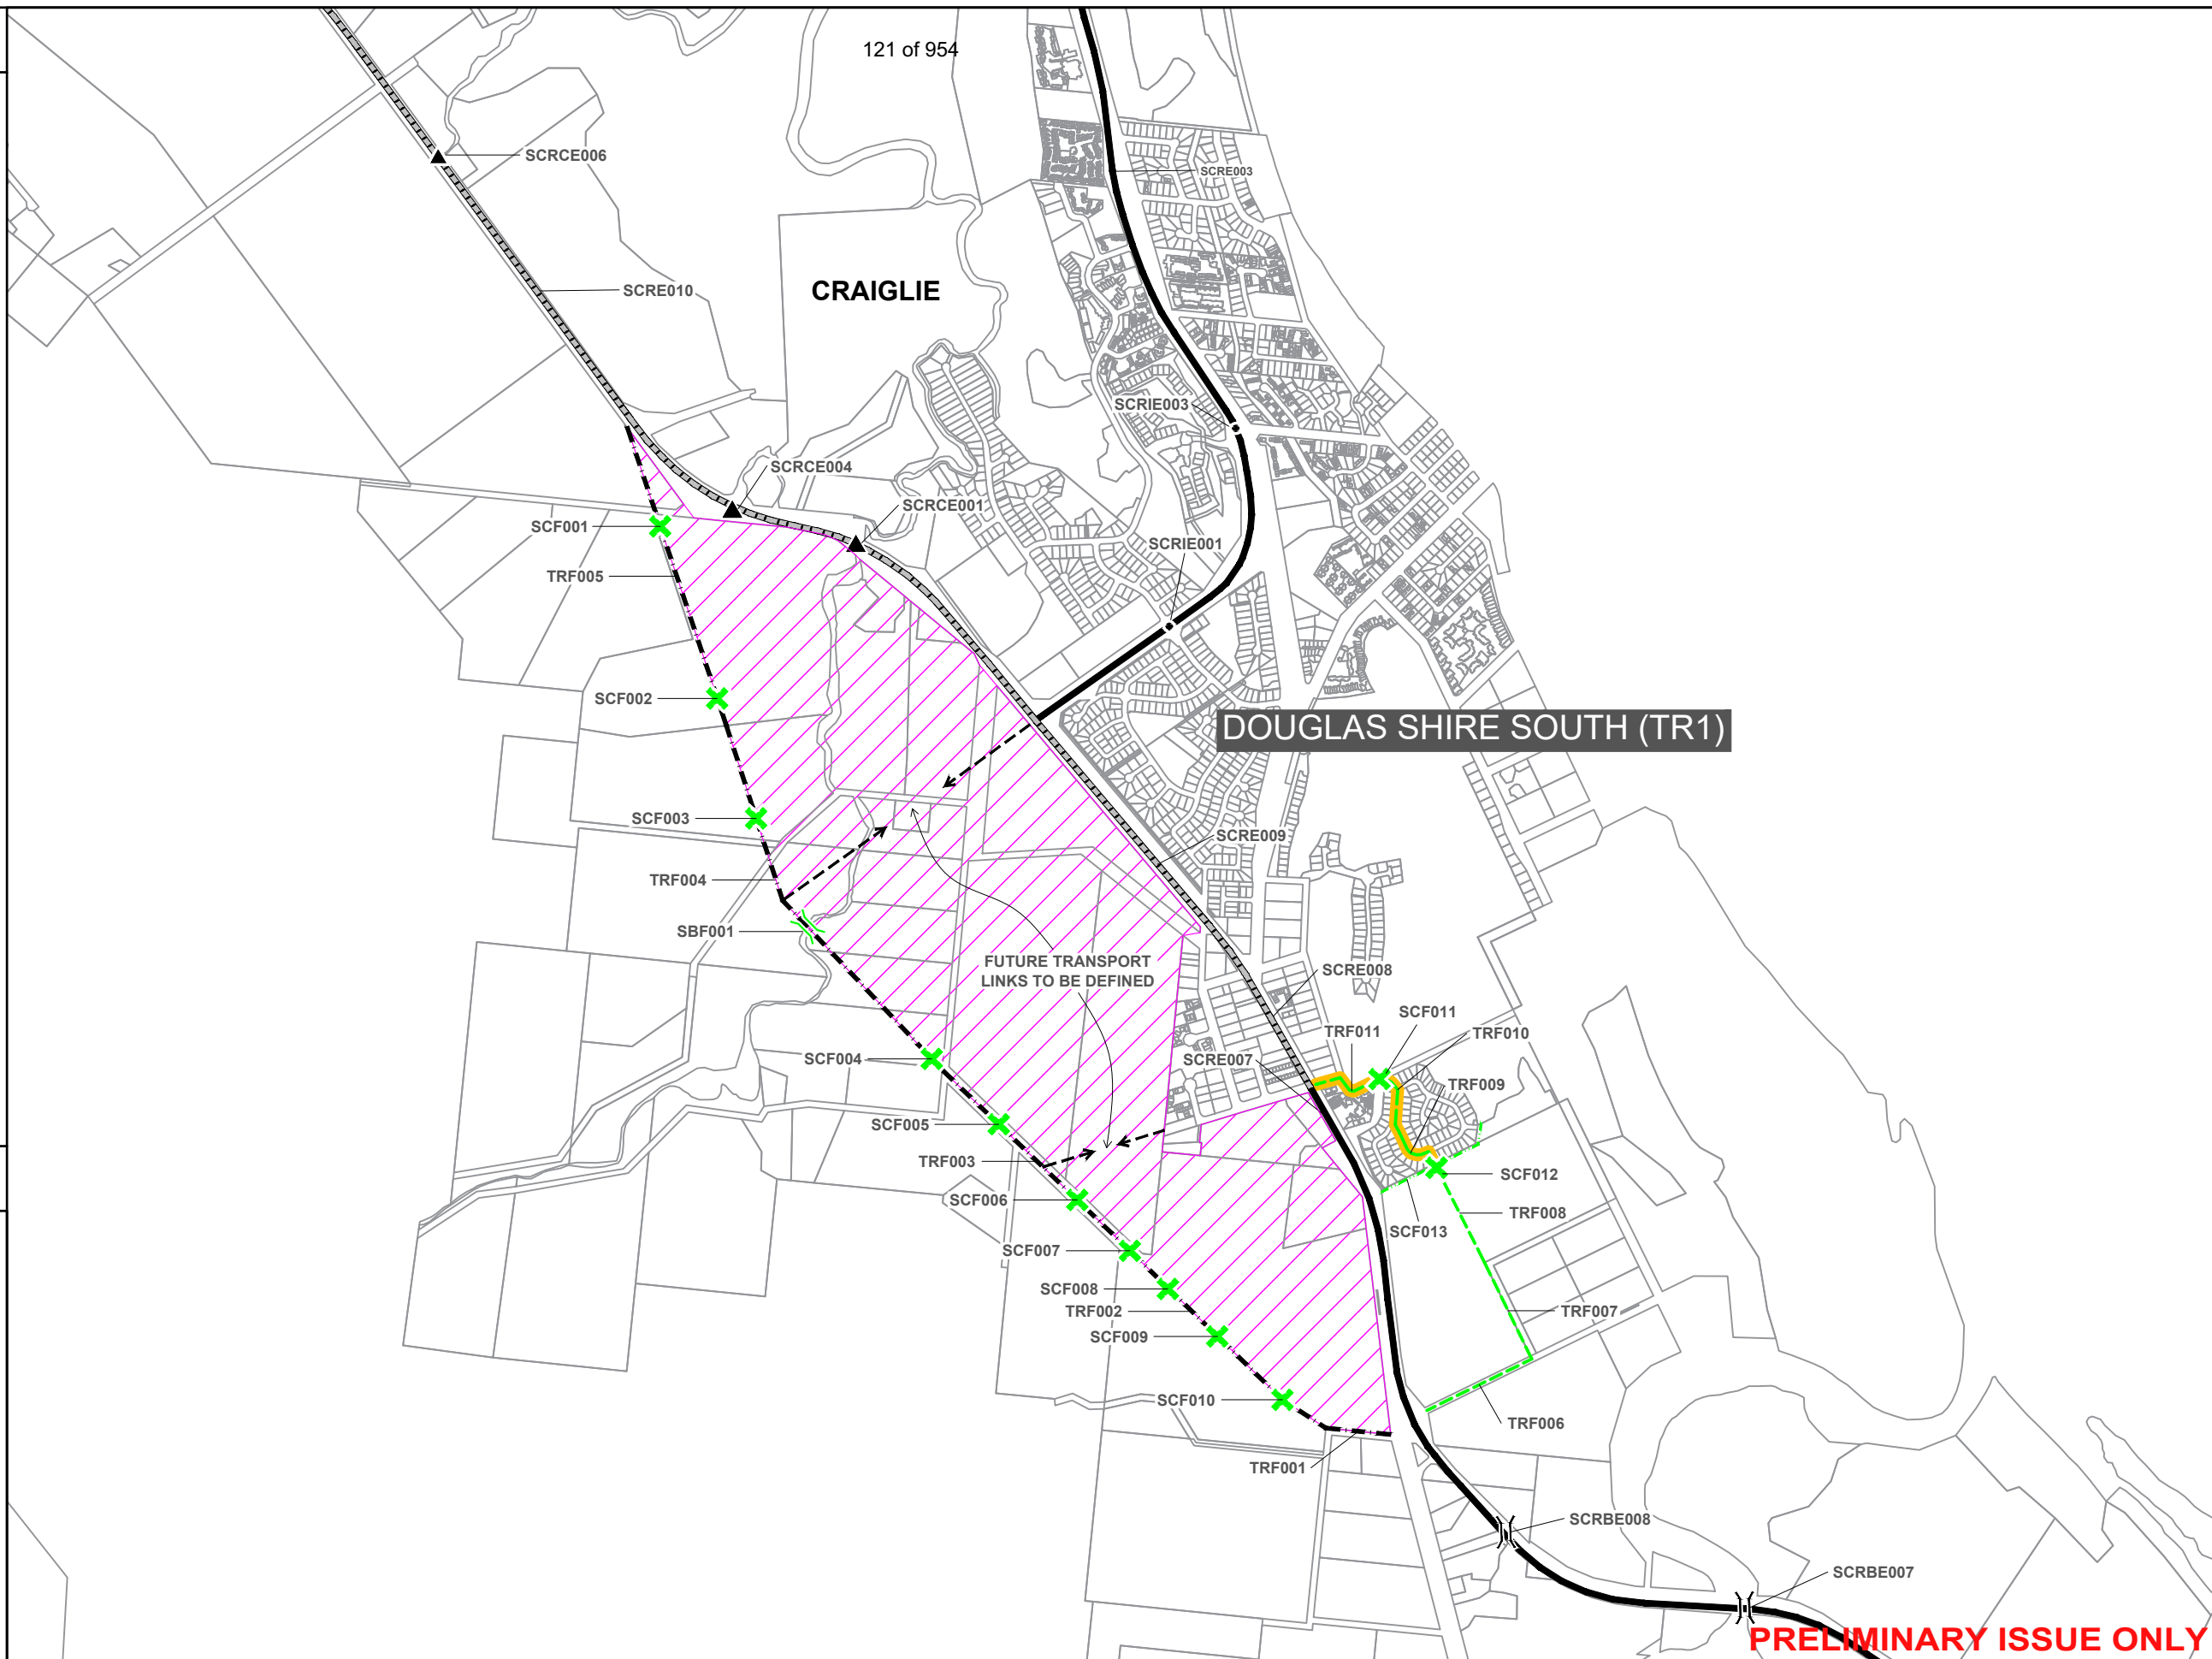 121 of 954
SCRCE006
SCRE003
SCRE010
CRAIGLIE
SCRIE003
SCRCE004
SCRCE001
SCF001
SCRIE001
TRF005
SCF002
DOUGLAS SHIRE SOUTH (TR1)
SCF003
SCRE009
TRF004
SBF001
FUTURE TRANSPORT
LINKS TO BE DEFINED
SCRE008
SCF011
TRF011
TRF010
SCF004
SCRE007
TRF009
SCF005
TRF003
SCF012
SCF006
TRF008
SCF013
SCF007
SCF008
TRF002
TRF007
SCF009
SCF010
TRF006
TRF001
SCRBE008
SCRBE007
PRELIMINARY ISSUE ONLY